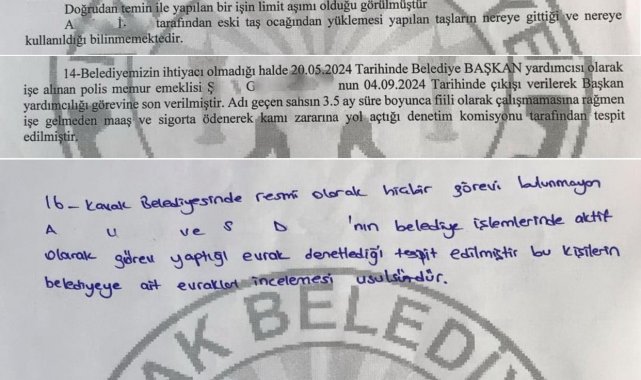 Doğrudan temin ile yapılan bir işin limit aşımı olduğu görülmüştür
A İ- tarafından eski taş ocağından yüklemesi yapılan taşların nereye gittiği ve nereye
kullanıldığı bilinmemektedir.
14-Belediyemizin ihtiyacı olmadığı halde 20.05.2024 Tarihinde Belediye BAŞKAN yardımcısı olarak
işe alınan polis memur emeklisi Ş G nun 04.09.2024 Tarihinde çıkışı verilerek Başkan
yardımcılığı görevine son verilmiştir. Adı geçen sahsın 3.5 ay süre boyunca fiili olarak çalışmamasına rağmen
işe gelmeden maaş ve sigorta ödenerek kamı zararına yol açtığı denetim komisyonu tarafından tespit
edilmiştir.
16- Kavak Belediyesinde resmi olarak hiçbir görevi bulunmayan
A U ve S D 'nın belediye işlemlerinde aktif
olarak görev yaptığı evrak denetlediği tespit edilmiştir bu kişilerin
belediyeye ait evrakları incelemesi usulsüzdür.
AK BELEDİ